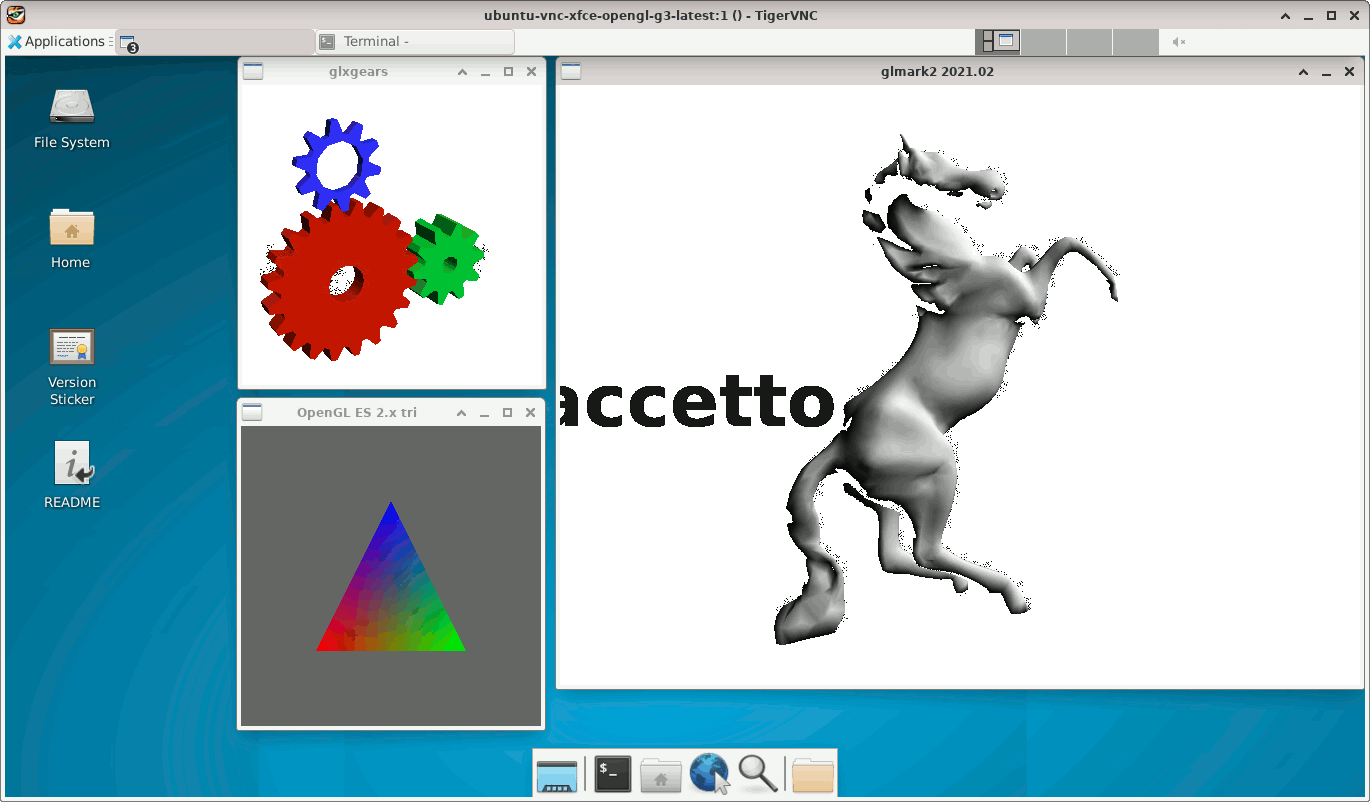 ubuntu-vnc-xfce-opengl-g3-latest:1 () - TigerVNC
Applications
3
Terminal -
glxgears
glmark2 2021.02
File System
Home
Version
Sticker
README
accetto
OpenGL ES 2.x tri
$_